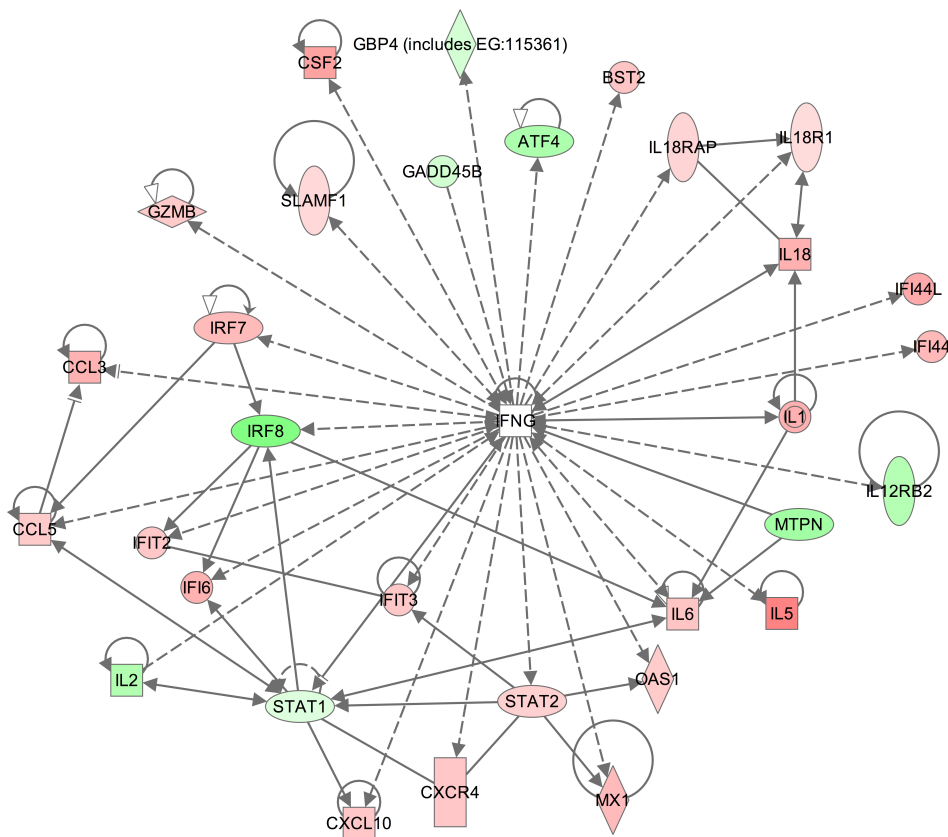 GBP4 (includes EG:115361)
CSF2
BST2
ATF4
IL18R1
IL18RAP
GADD45B
SLAMF1
GZMB
IL18
IFI44L
IRF7
IFI44
CCL3
IL1
IFNG
IRF8
IL12RB2
MTPN
CCL5
IFIT2
IFI6
IFIT3
IL6
IL5
IL2
OAS1
STAT2
STAT1
CXCR4
MX1
CXCL10